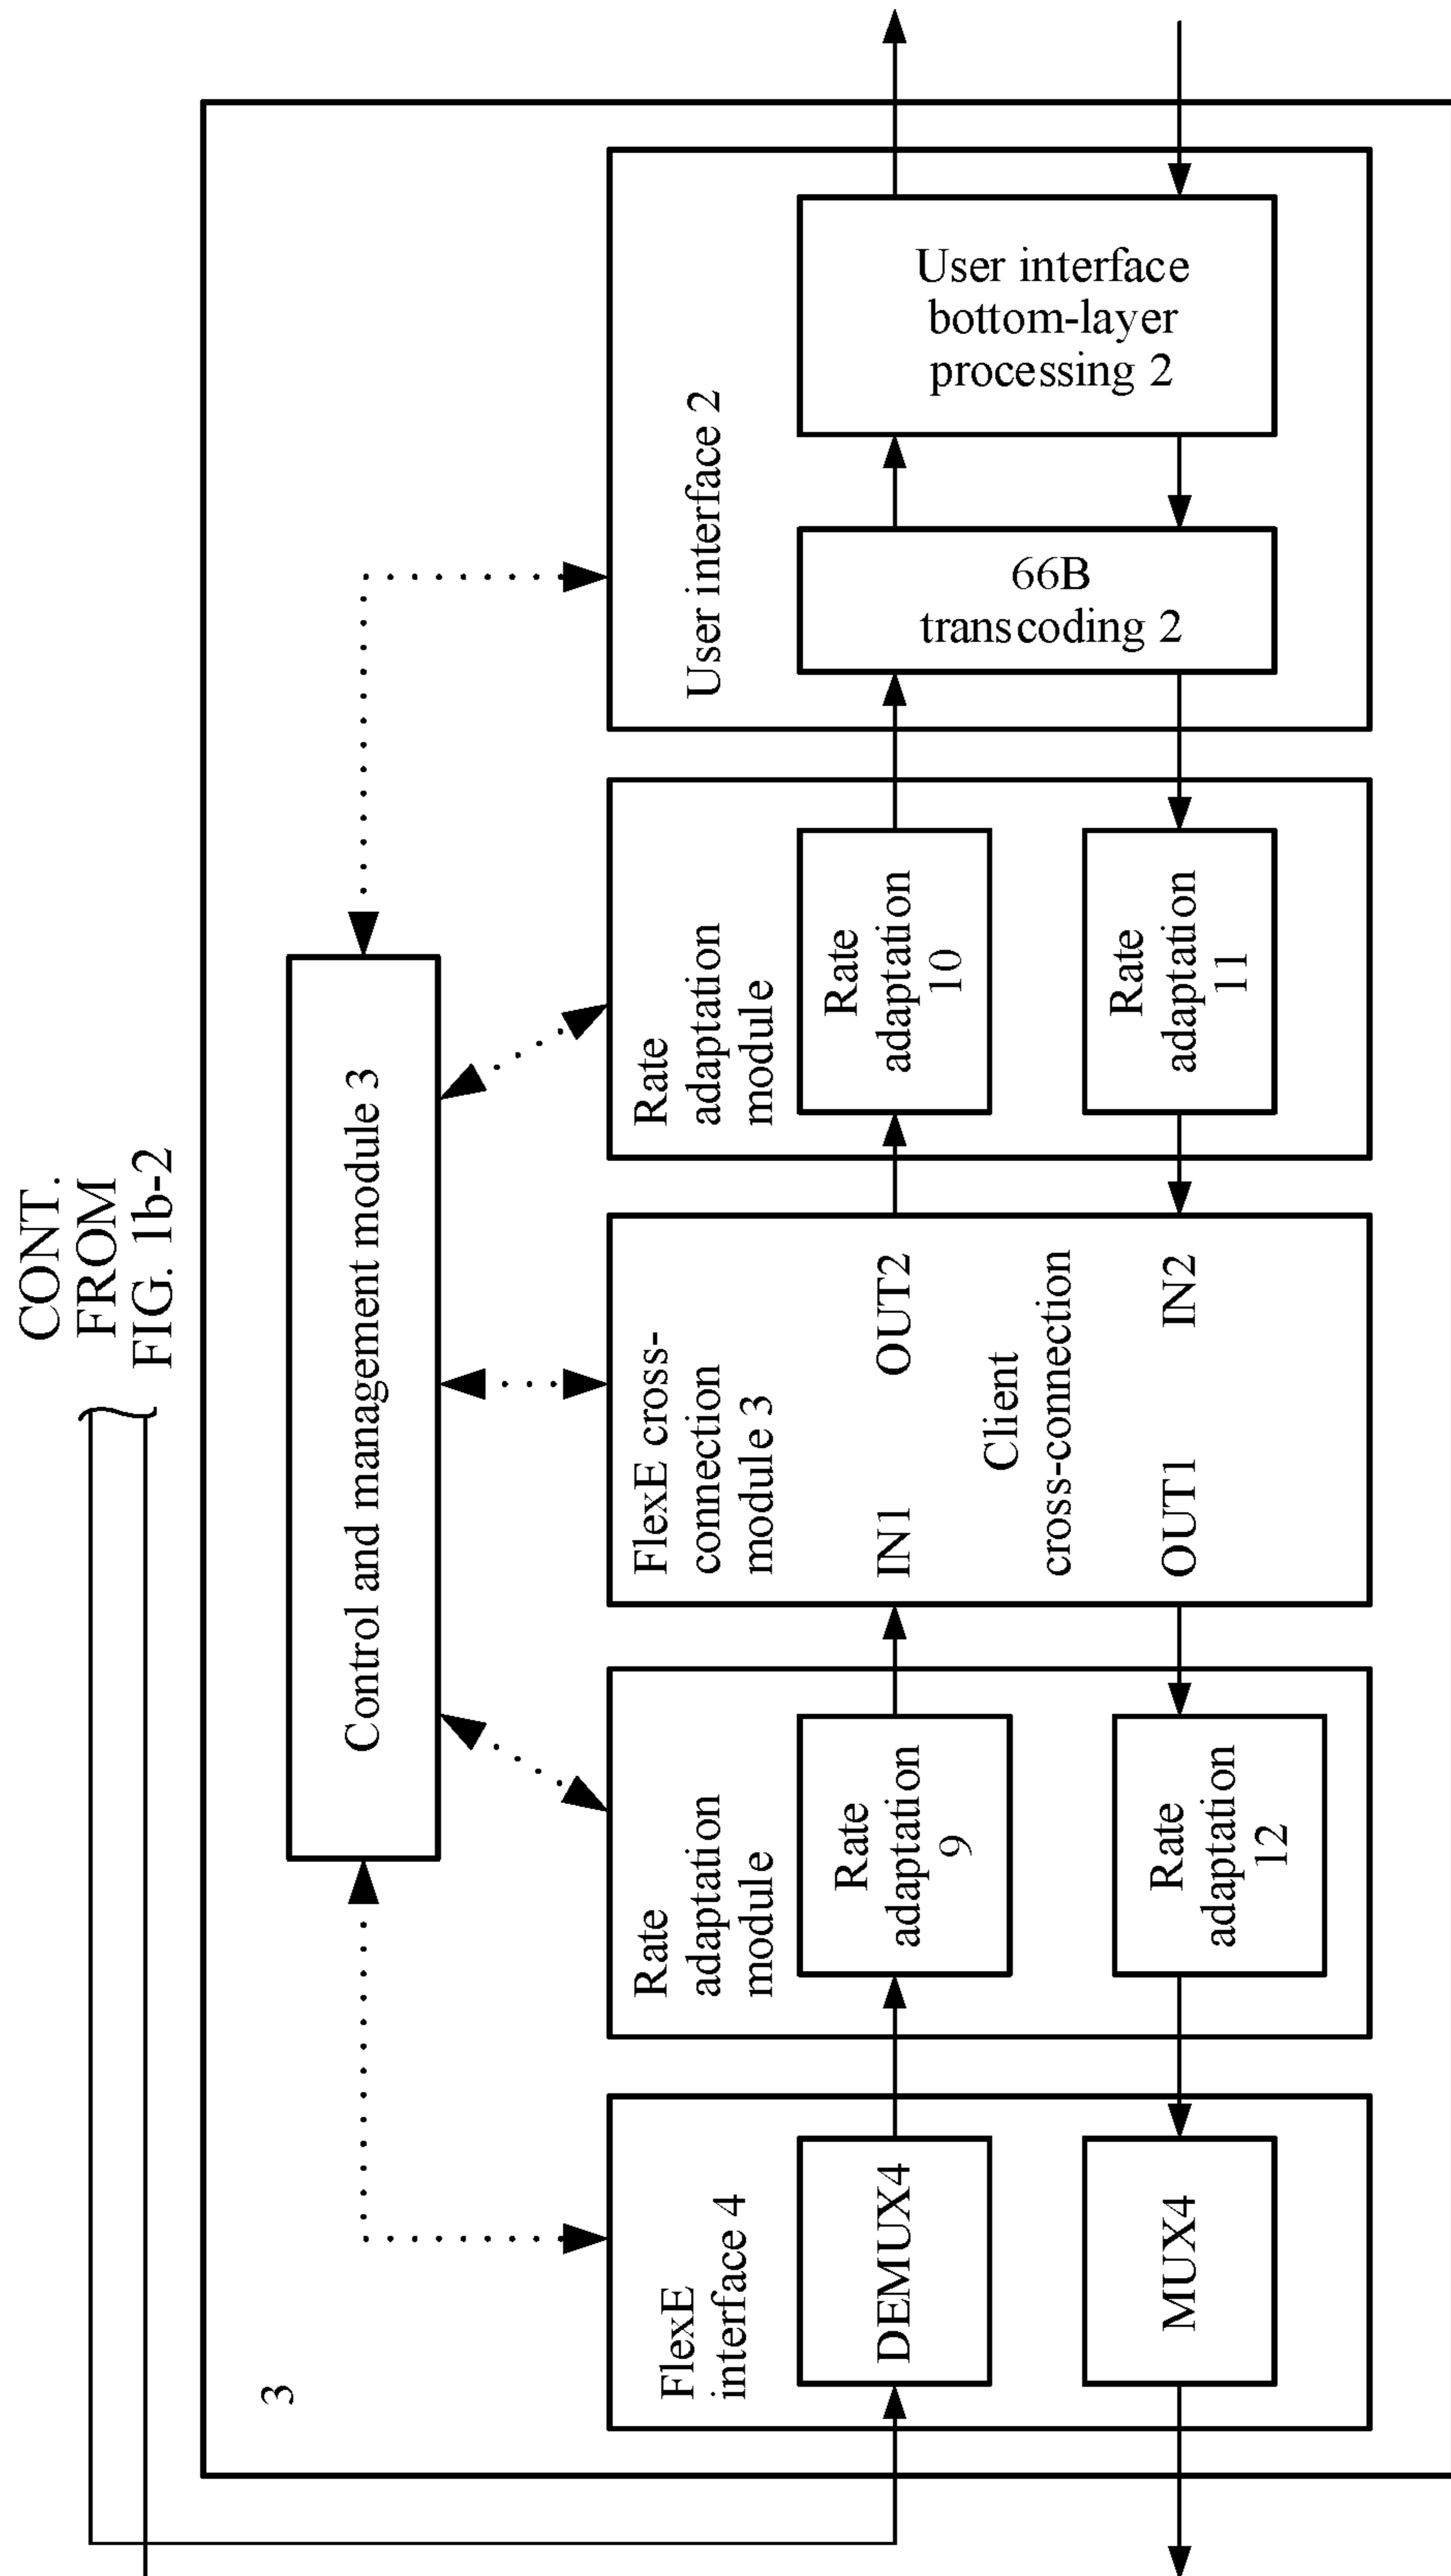 CONT.
FROM
FIG. 1b-2
3
Control and management module 3
FlexE
interface 4
DEMUX4
MUX4
Rate
adaptation
module
Rate
adaptation
9
Rate
adaptation
12
FlexE cross-
connection
module 3
IN1
OUT2
Client
cross-connection
OUT1
IN2
Rate
adaptation
module
Rate
adaptation
10
Rate
adaptation
11
User interface 2
66B
transcoding 2
User interface
bottom-layer
processing 2